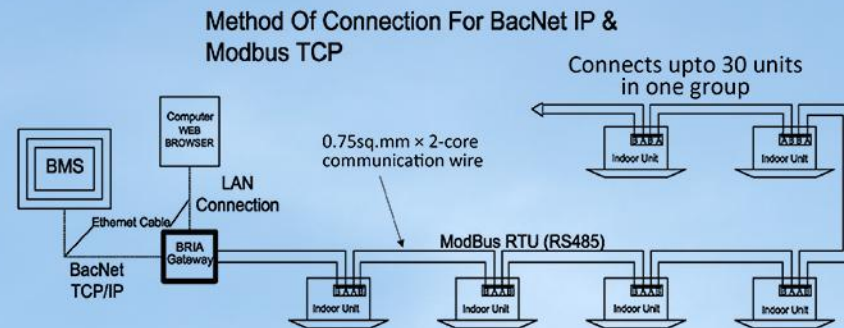 Method Of Connection For BacNet IP &
Modbus TCP
Connects upto 30 units
in one group
Computer
WEB
BROWSER
BMS
0.75sq.mm × 2-core
communication wire
B A B A
B A B A
Indoor Unit
Indoor Unit
LAN
Connection
Ethernet Cable
BRIA
Gateway
BacNet
TCP/IP
ModBus RTU (RS485)
B A A B
B A A B
B A A B
B A A B
Indoor Unit
Indoor Unit
Indoor Unit
Indoor Unit